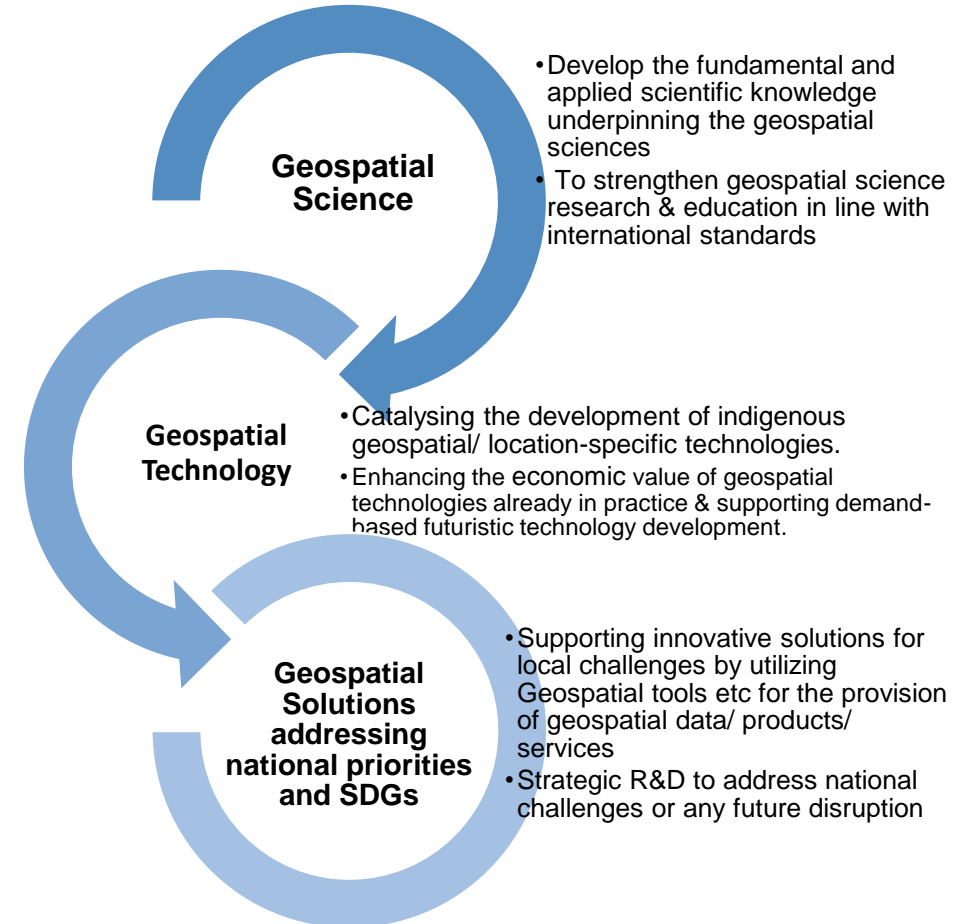 Geospatial
Science
•Develop the fundamental and
applied scientific knowledge
underpinning the geospatial
sciences
• To strengthen geospatial science
research & education in line with
international standards
Geospatial
Technology
•Catalysing the development of indigenous
geospatial/ location-specific technologies.
•Enhancing the economic value of geospatial
technologies already in practice & supporting demand-
based futuristic technology development.
Geospatial
Solutions
addressing
national priorities
and SDGs
•Supporting innovative solutions for
local challenges by utilizing
Geospatial tools etc for the provision
of geospatial data/ products/
services
•Strategic R&D to address national
challenges or any future disruption